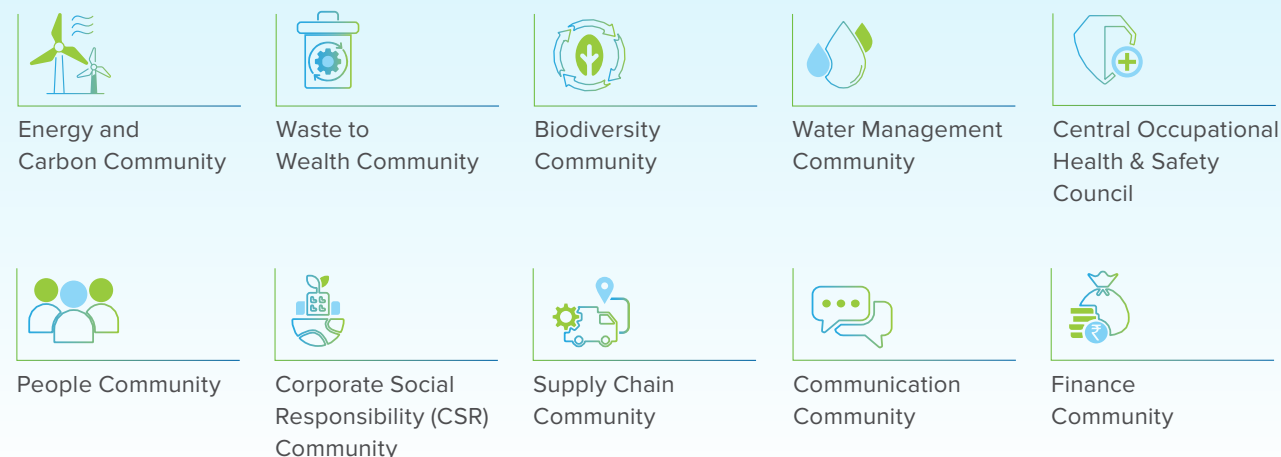 Energy and
Carbon Community
Waste to
Wealth Community
Biodiversity
Community
Water Management
Community
Central Occupational
Health & Safety
Council
People Community
Corporate Social
Responsibility (CSR)
Community
Supply Chain
Community
Communication
Community
₹
Finance
Community